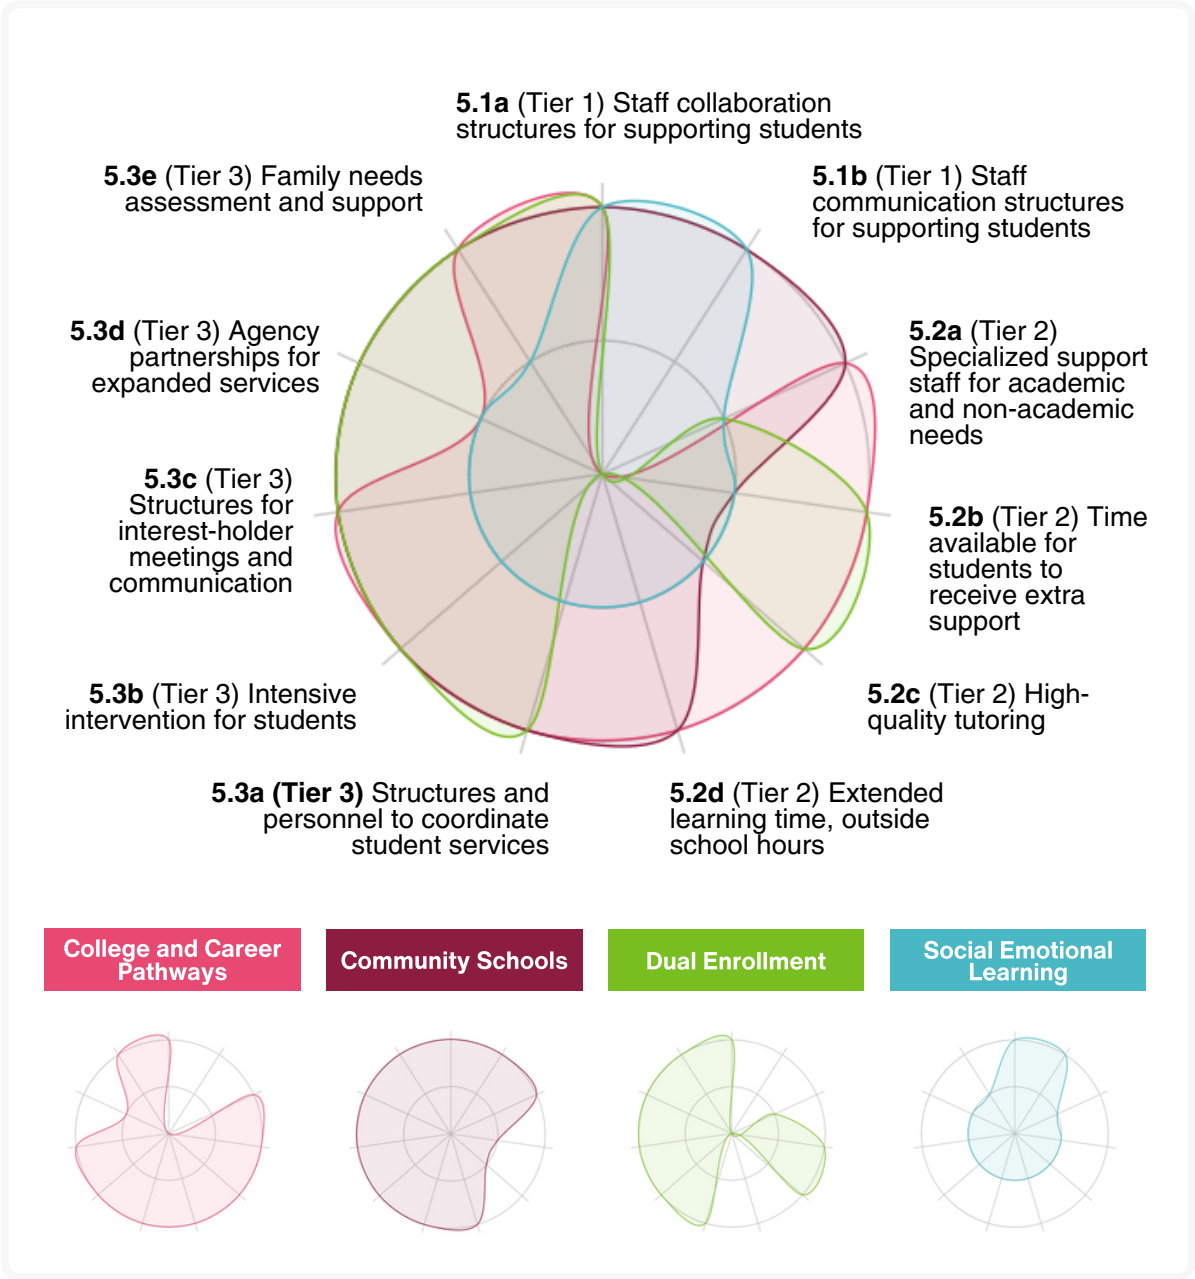 5.1a (Tier 1) Staff collaboration
structures for supporting students
5.1b (Tier 1) Staff
communication structures
for supporting students
5.2a (Tier 2)
Specialized support
staff for academic
and non-academic
needs
5.2b (Tier 2) Time
available for
students to
receive extra
support
5.2c (Tier 2) High-
quality tutoring
5.2d (Tier 2) Extended
learning time, outside
school hours
5.3a (Tier 3) Structures and
personnel to coordinate
student services
5.3b (Tier 3) Intensive
intervention for students
5.3c (Tier 3)
Structures for
interest-holder
meetings and
communication
5.3d (Tier 3) Agency
partnerships for
expanded services
5.3e (Tier 3) Family needs
assessment and support
College and Career
Pathways
Community Schools
Dual Enrollment
Social Emotional
Learning